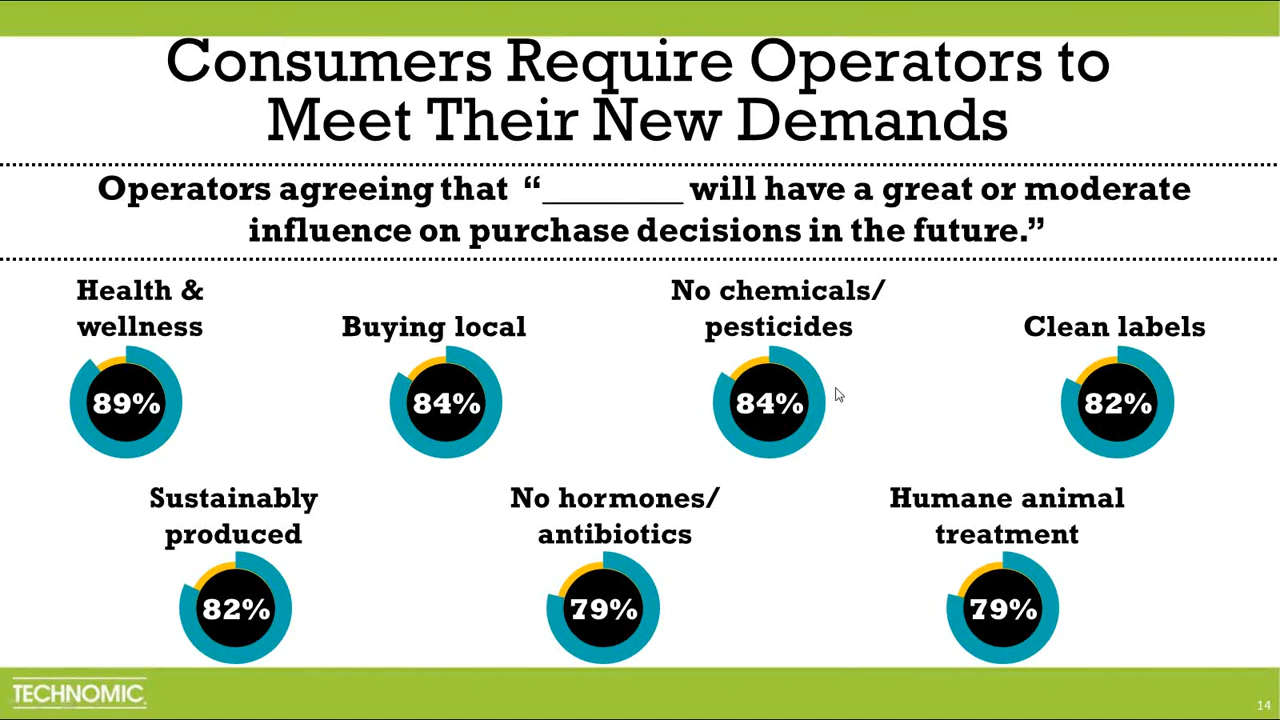 Consumers Require Operators to
Meet Their New Demands
Operators agreeing that “________ will have a great or moderate
influence on purchase decisions in the future.”
Health &
wellness
89%
Buying local
84%
No chemicals/
pesticides
84%
Clean labels
82%
Sustainably
produced
82%
No hormones/
antibiotics
79%
Humane animal
treatment
79%
TECHNOMIC
14